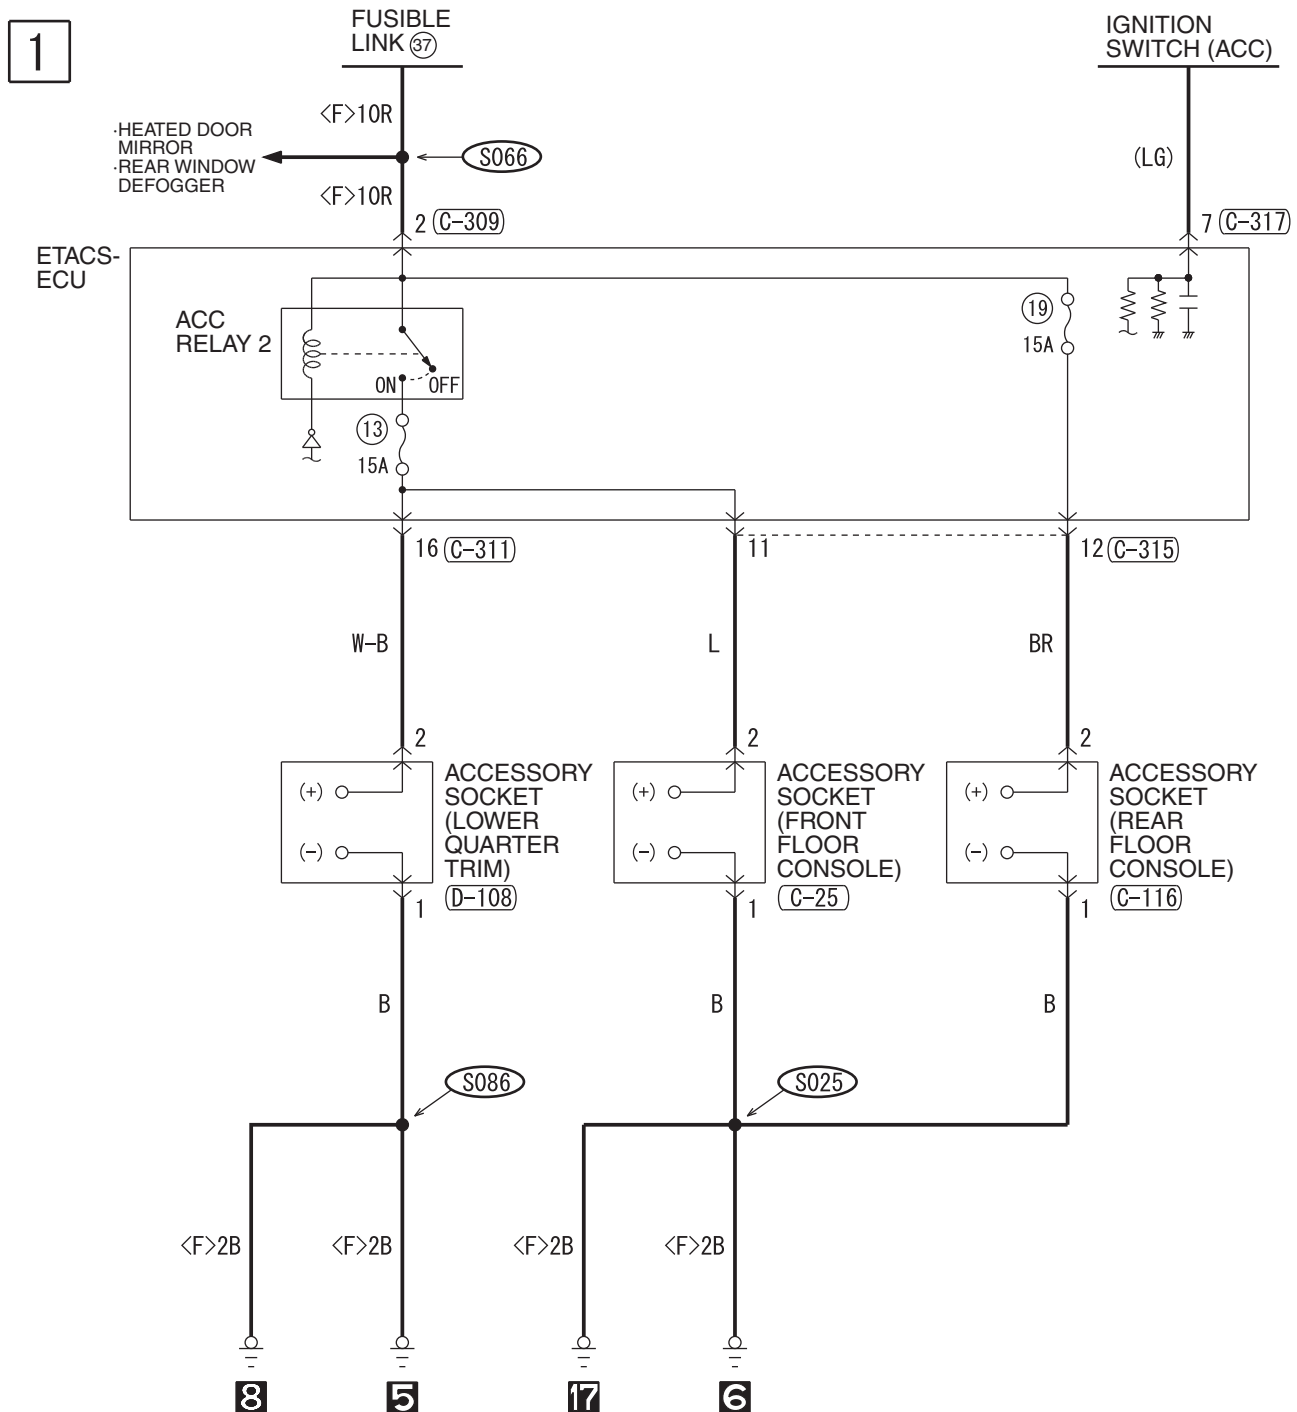 1
FUSIBLE
LINK 37
IGNITION
SWITCH (ACC)
<F>10R
·HEATED DOOR
MIRROR
·REAR WINDOW
DEFOGGER
S066
(LG)
<F>10R
2 C-309
7 C-317
ETACS-
ECU
ACC
RELAY 2
19
15A
ON OFF
13
15A
16 C-311
11
12 C-315
W-B
L
BR
2
2
2
(+)
(-)
ACCESSORY
SOCKET
(LOWER
QUARTER
TRIM)
D-108
(+)
(-)
ACCESSORY
SOCKET
(FRONT
FLOOR
CONSOLE)
C-25
(+)
(-)
ACCESSORY
SOCKET
(REAR
FLOOR
CONSOLE)
C-116
1
1
1
B
B
B
S086
S025
<F>2B
<F>2B
<F>2B
<F>2B
8
5
17
6